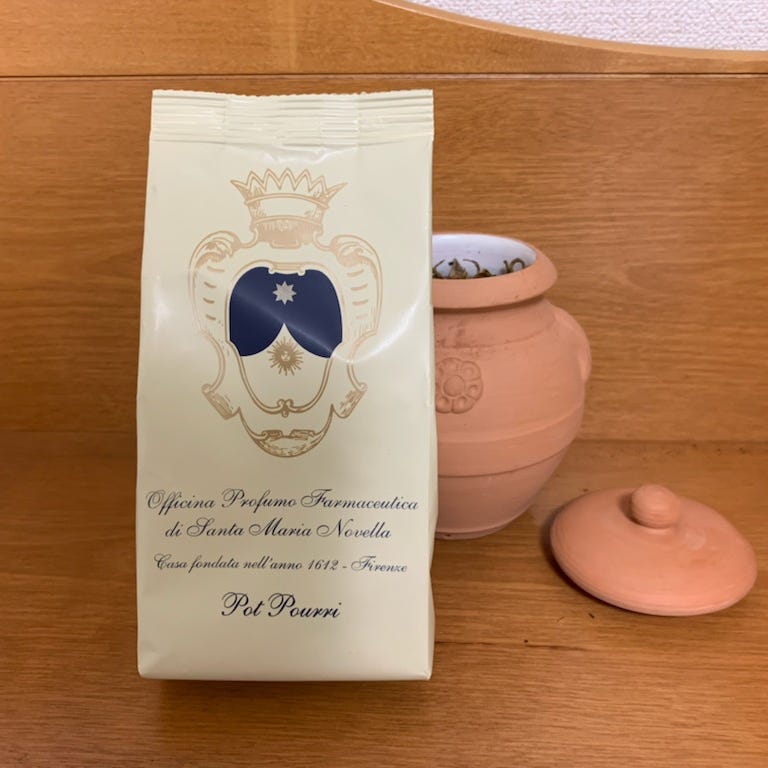 Officina Profumo Farmaceutica
di Santa Maria Novella
Casa fondata nell'anno 1612 - Firenze
Pot Pourri